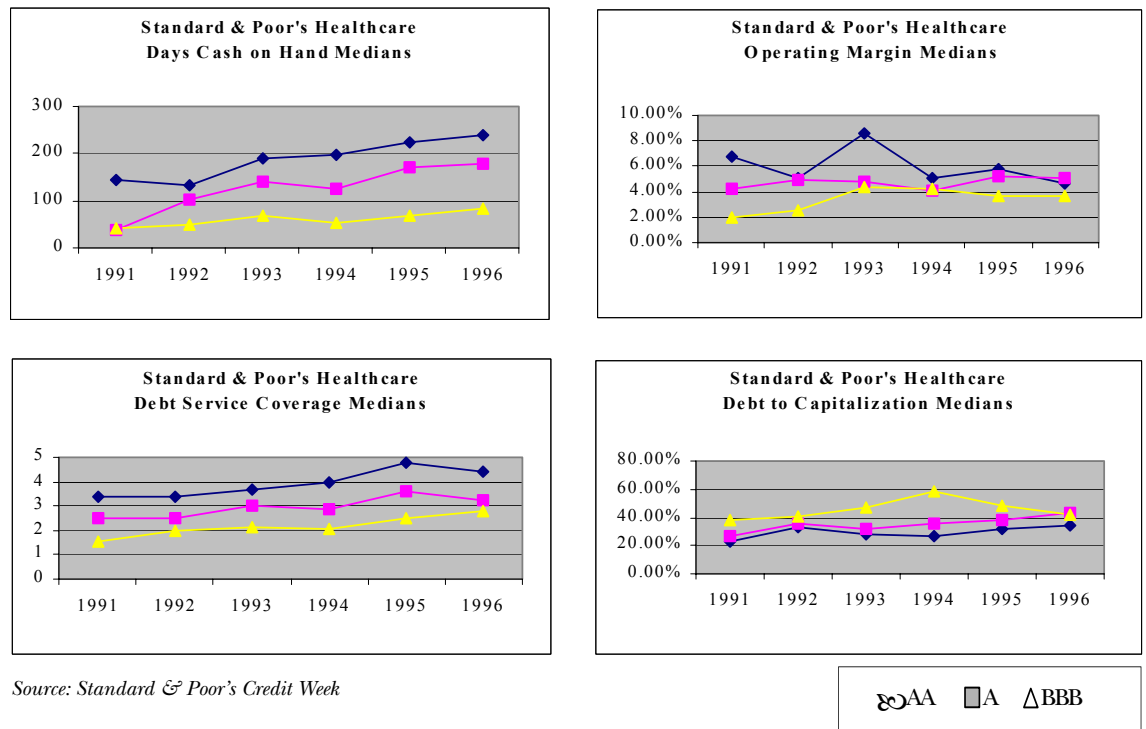 Standard & Poor's Healthcare
Days Cash on Hand Medians
300
200
100
0
1991 1992 1993 1994 1995 1996
Standard & Poor's Healthcare
Operating Margin Medians
10.00%
8.00%
6.00%
4.00%
2.00%
0.00%
1991 1992 1993 1994 1995 1996
Standard & Poor's Healthcare
Debt Service Coverage Medians
5
4
3
2
1
0
1991 1992 1993 1994 1995 1996
Standard & Poor's Healthcare
Debt to Capitalization Medians
80.00%
60.00%
40.00%
20.00%
0.00%
1991 1992 1993 1994 1995 1996
Source: Standard & Poor's Credit Week
AA A BBB